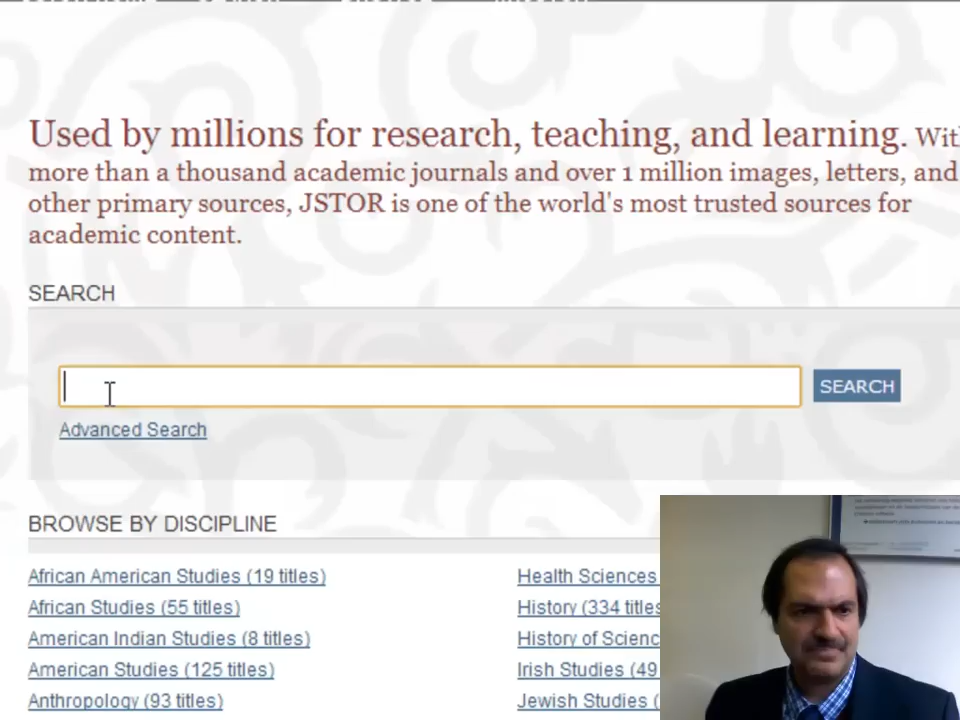 Used by millions for research, teaching, and learning. Wit
more than a thousand academic journals and over 1 million images, letters, and
other primary sources, JSTOR is one of the world's most trusted sources for
academic content.
SEARCH
SEARCH
Advanced Search
BROWSE BY DISCIPLINE
African American Studies (19 titles)
African Studies (55 titles)
American Indian Studies (8 titles)
American Studies (125 titles)
Anthropology (93 titles)
Health Sciences
History (334 titles
History of Scienc
Irish Studies (49
Jewish Studies (